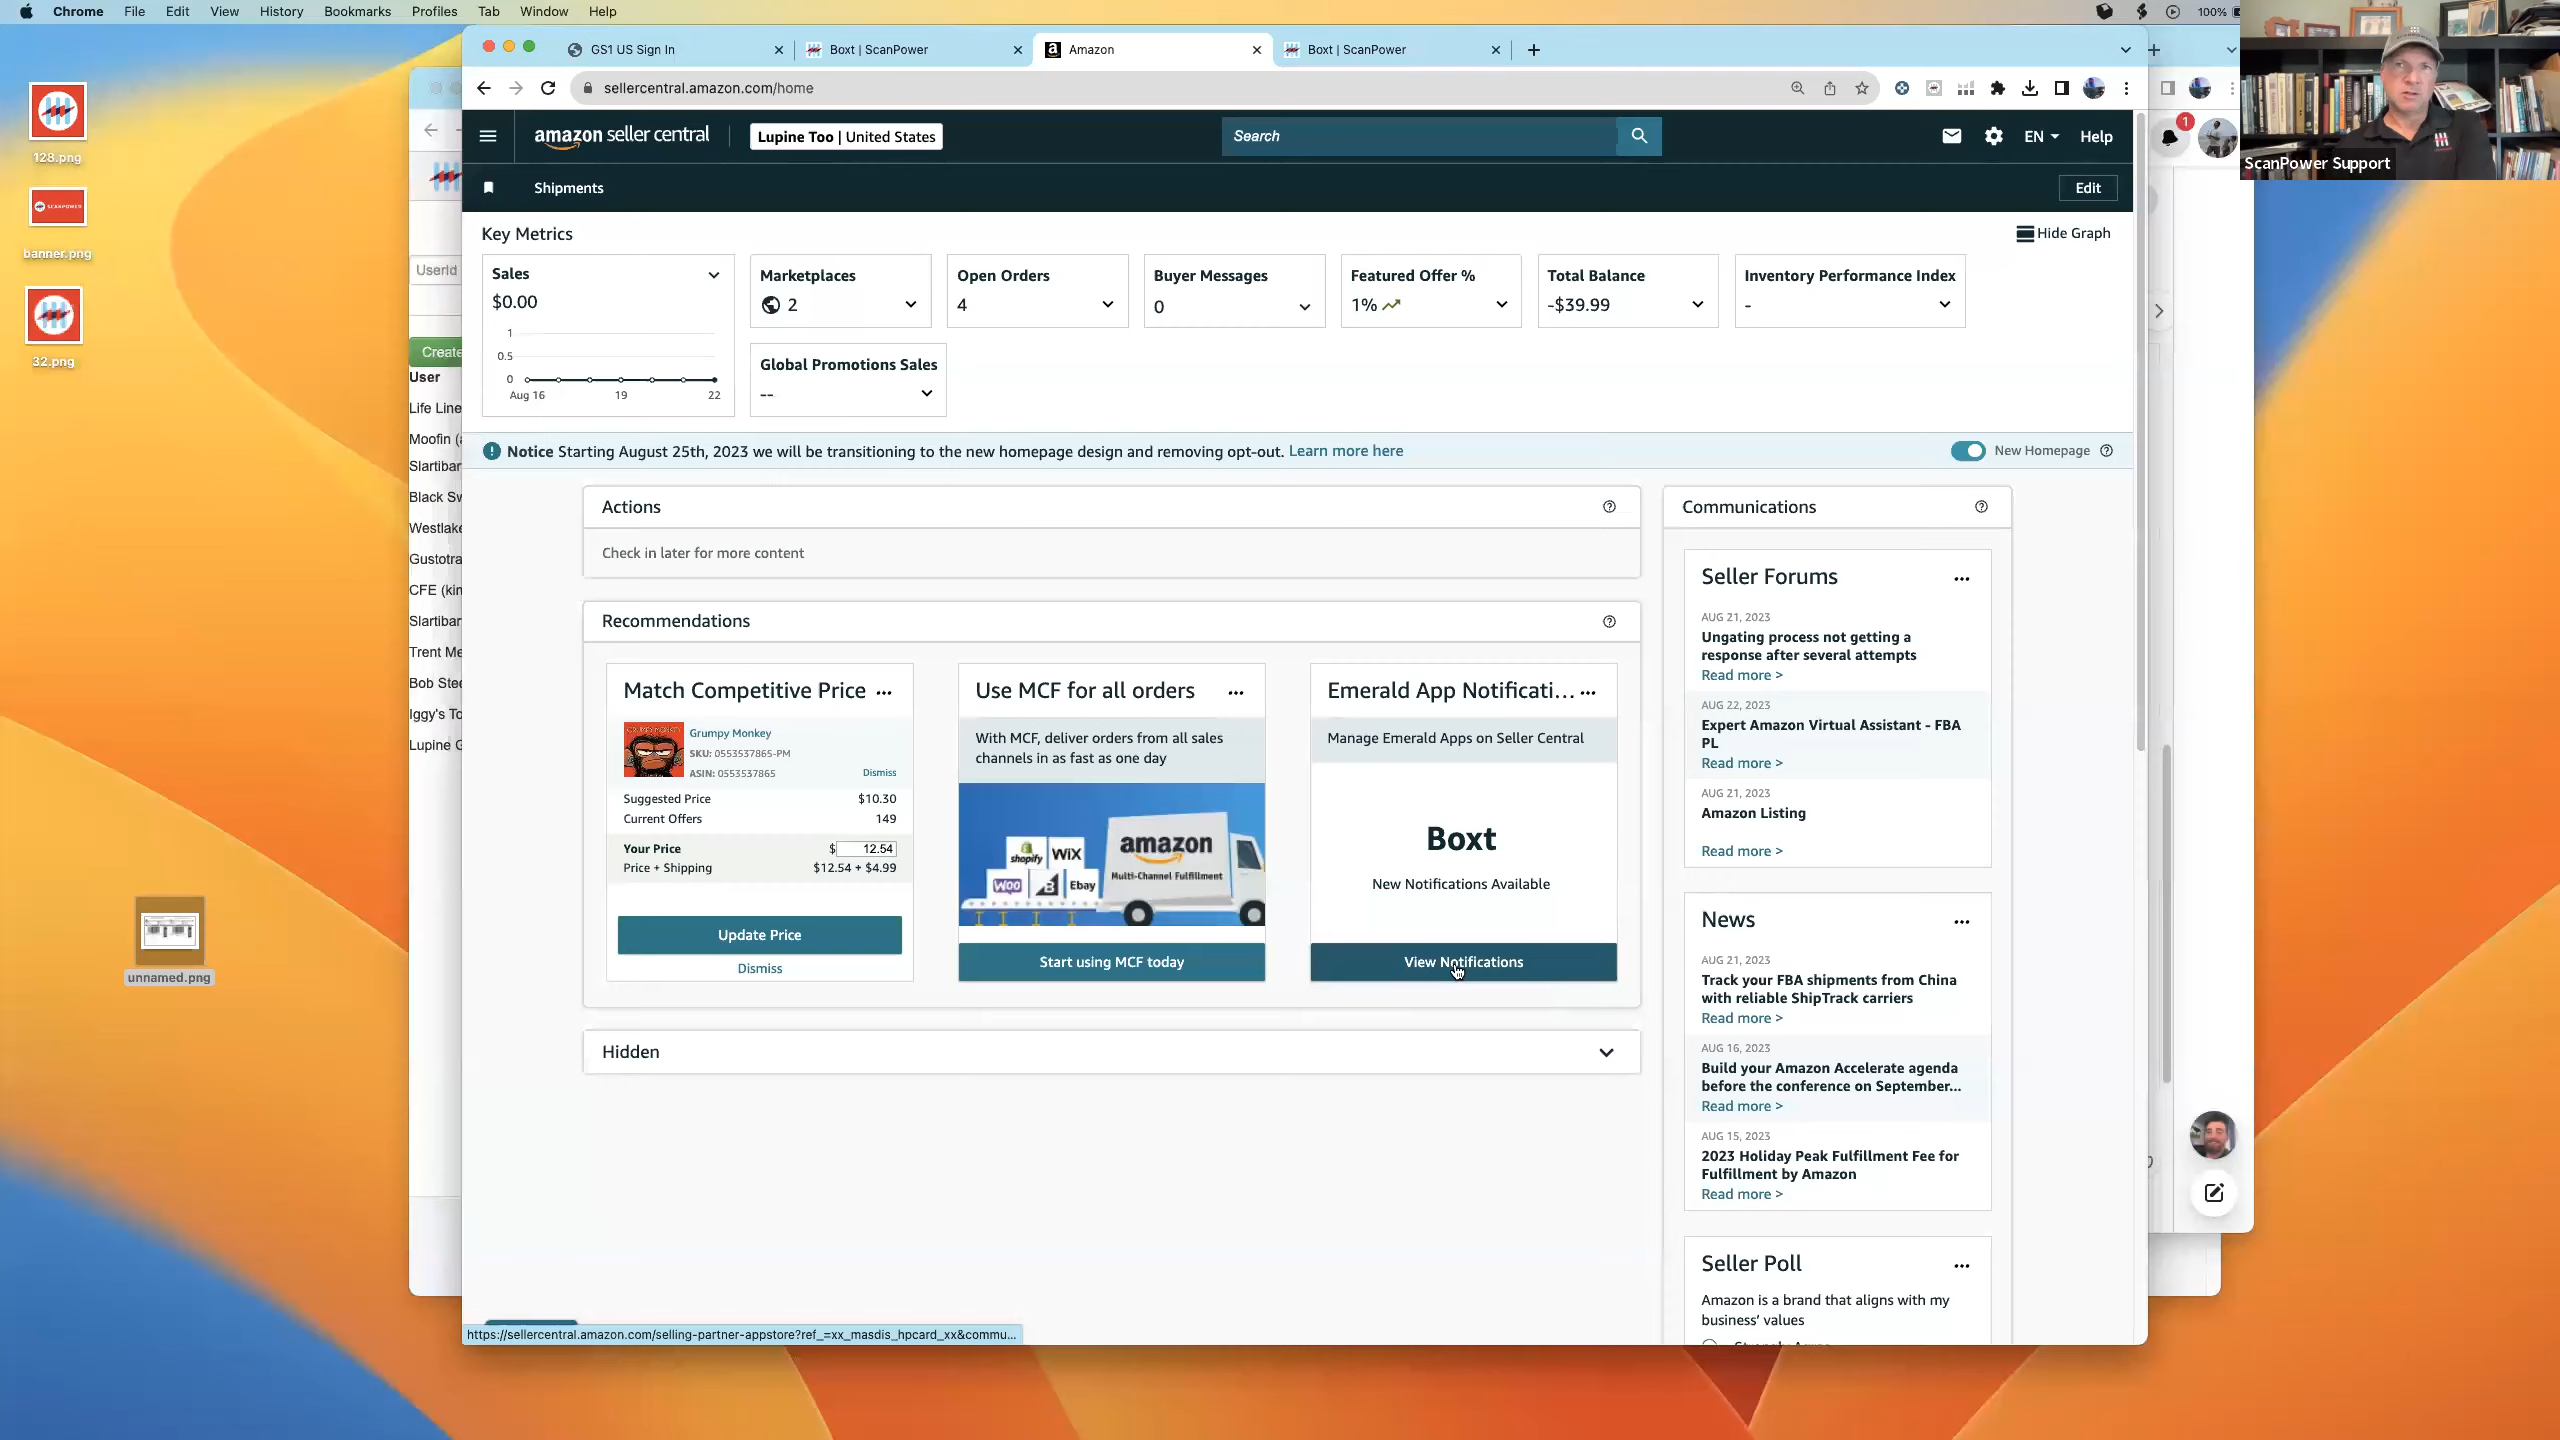 Chrome File Edit View History Bookmarks Profiles Tab Window Help
100%
GS1 US Sign In
Boxt | ScanPower
Amazon
Boxt | ScanPower
sellercentral.amazon.com/home
128.png
banner.png
32.png
unnamed.png
SCANPOWER
ScanPower Support
1
UserId
Create
User
Life Line
Moofin (
Slartibar
Black Sw
Westlake
Gustotra
CFE (kin
Slartibar
Trent Me
Bob Stee
Iggy's To
Lupine G
amazon seller central
Lupine Too | United States
Search
EN
Help
Shipments
Edit
Key Metrics
Hide Graph
Sales
$0.00
1
0.5
0
Aug 16 19 22
Marketplaces
2
Open Orders
4
Buyer Messages
0
Featured Offer %
1%
Total Balance
-$39.99
Inventory Performance Index
-
Global Promotions Sales
--
Notice Starting August 25th, 2023 we will be transitioning to the new homepage design and removing opt-out. Learn more here
New Homepage
Actions
Check in later for more content
Recommendations
Match Competitive Price
GRUMPY MONKEY
Grumpy Monkey
SKU: 0553537865-PM
ASIN: 0553537865
Dismiss
Suggested Price $10.30
Current Offers 149
Your Price $ 12.54
Price + Shipping $12.54 + $4.99
Update Price
Dismiss
Use MCF for all orders
With MCF, deliver orders from all sales
channels in as fast as one day
shopify
WiX
Woo
Ebay
amazon
Multi-Channel Fulfillment
Start using MCF today
Emerald App Notificati...
Manage Emerald Apps on Seller Central
Boxt
New Notifications Available
View Notifications
Hidden
Communications
Seller Forums
AUG 21, 2023
Ungating process not getting a
response after several attempts
Read more >
AUG 22, 2023
Expert Amazon Virtual Assistant - FBA
PL
Read more >
AUG 21, 2023
Amazon Listing
Read more >
News
AUG 21, 2023
Track your FBA shipments from China
with reliable ShipTrack carriers
Read more >
AUG 16, 2023
Build your Amazon Accelerate agenda
before the conference on September...
Read more >
AUG 15, 2023
2023 Holiday Peak Fulfillment Fee for
Fulfillment by Amazon
Read more >
Seller Poll
Amazon is a brand that aligns with my
business' values
https://sellercentral.amazon.com/selling-partner-appstore?ref_=xx_masdis_hpcard_xx&commu...